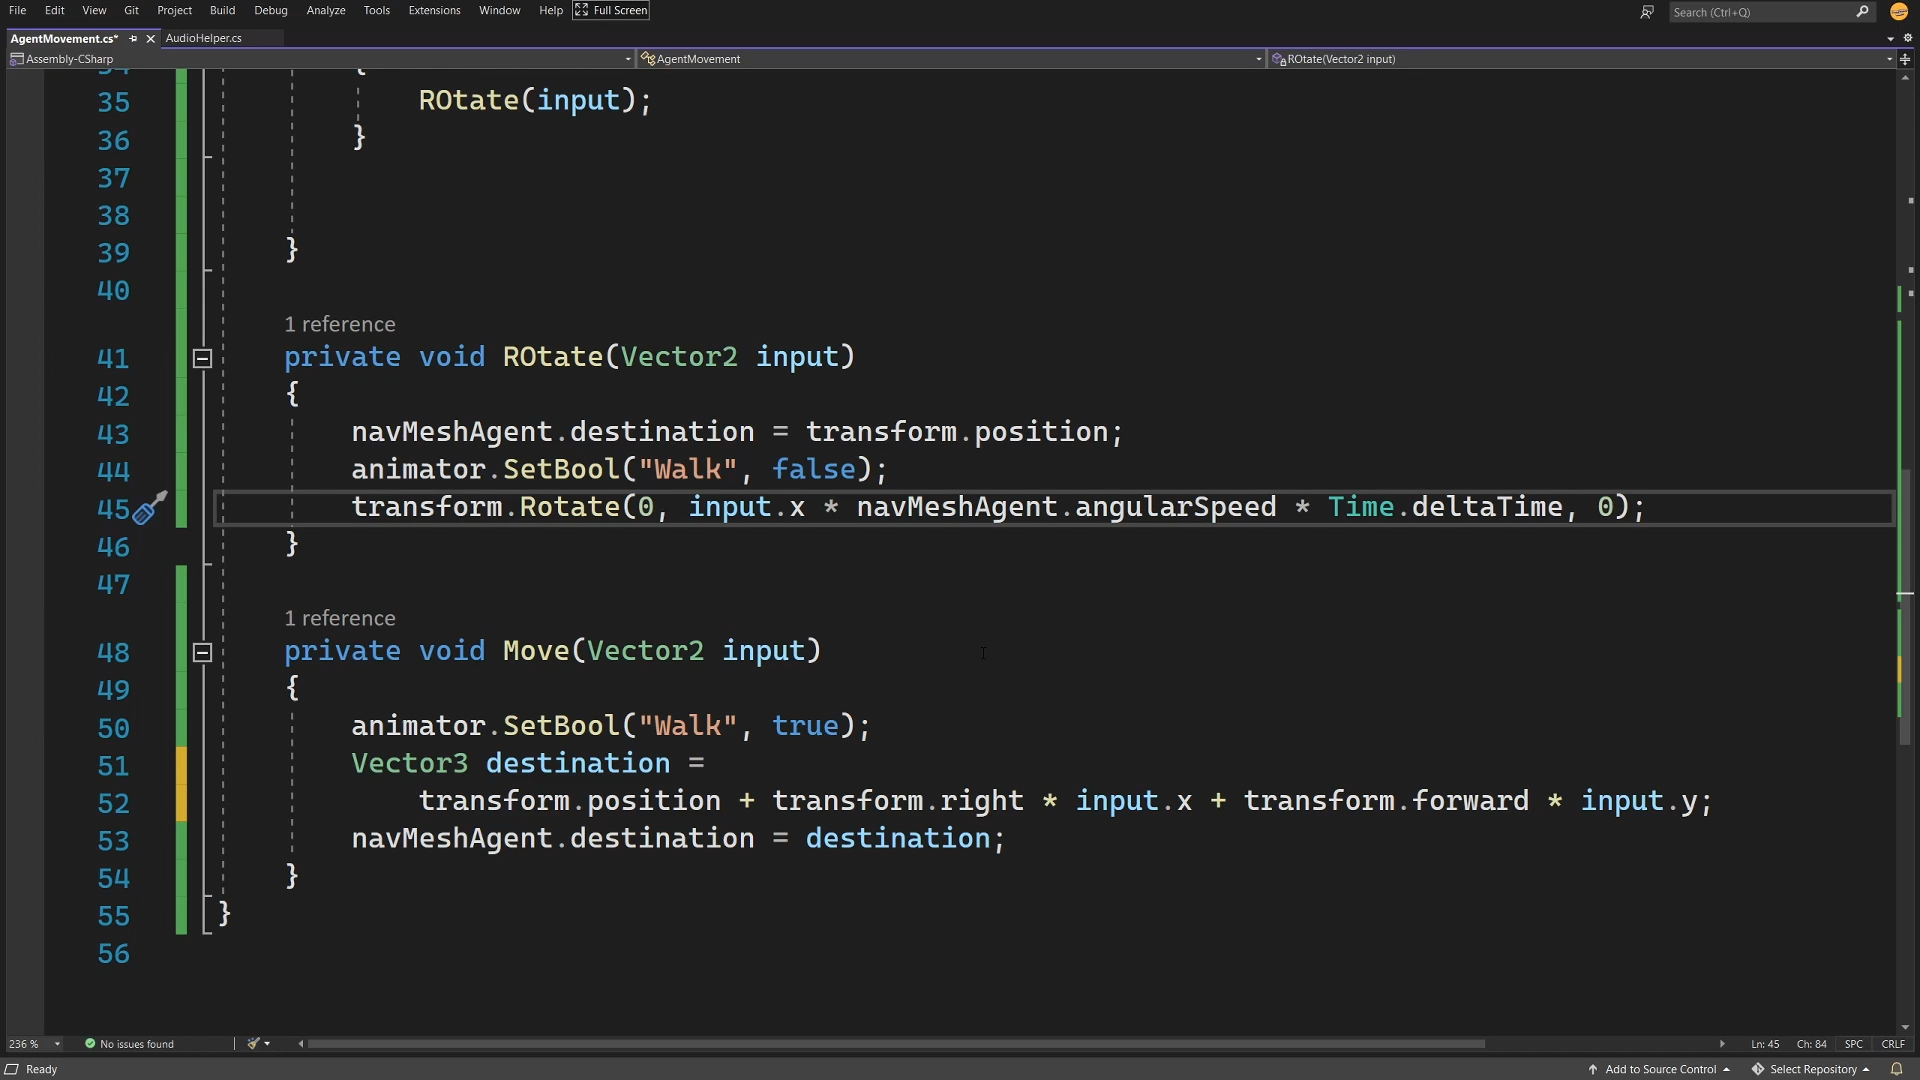 File Edit View Git Project Build Debug Analyze Tools Extensions Window Help Full Screen Search (Ctrl+Q)
AgentMovement.cs* AudioHelper.cs
Assembly-CSharp AgentMovement ROtate(Vector2 input)
{
35 ROtate(input);
36 }
37
38
39 }
40
1 reference
41 private void ROtate(Vector2 input)
42 {
43 navMeshAgent.destination = transform.position;
44 animator.SetBool("Walk", false);
45 transform.Rotate(0, input.x * navMeshAgent.angularSpeed * Time.deltaTime, 0);
46 }
47
1 reference
48 private void Move(Vector2 input)
49 {
50 animator.SetBool("Walk", true);
51 Vector3 destination =
52 transform.position + transform.right * input.x + transform.forward * input.y;
53 navMeshAgent.destination = destination;
54 }
55 }
56
236 % No issues found Ln: 45 Ch: 84 SPC CRLF
Ready Add to Source Control Select Repository